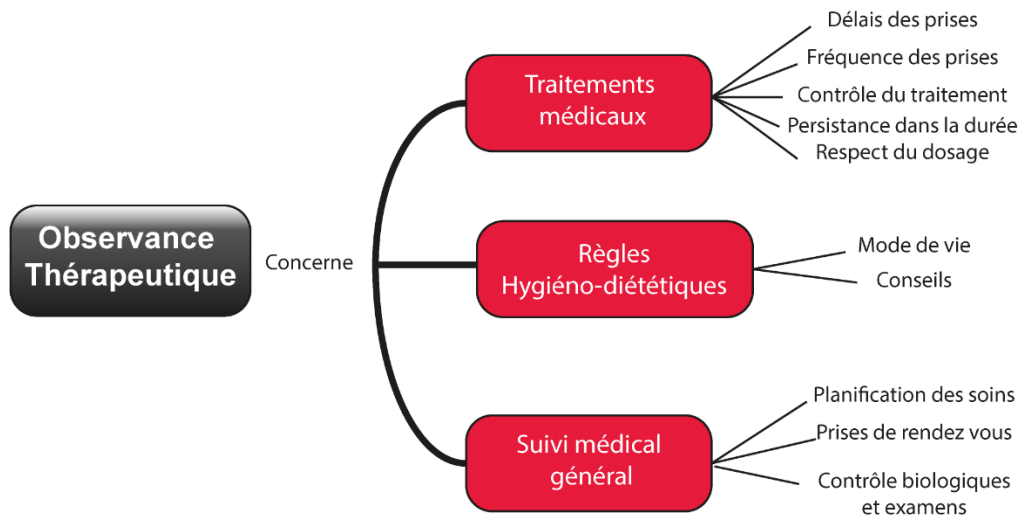 Observance
Thérapeutique
Concerne
Traitements
médicaux
Délais des prises
Fréquence des prises
Contrôle du traitement
Persistance dans la durée
Respect du dosage
Règles
Hygiéno-diététiques
Mode de vie
Conseils
Suivi médical
général
Planification des soins
Prises de rendez vous
Contrôle biologiques
et examens